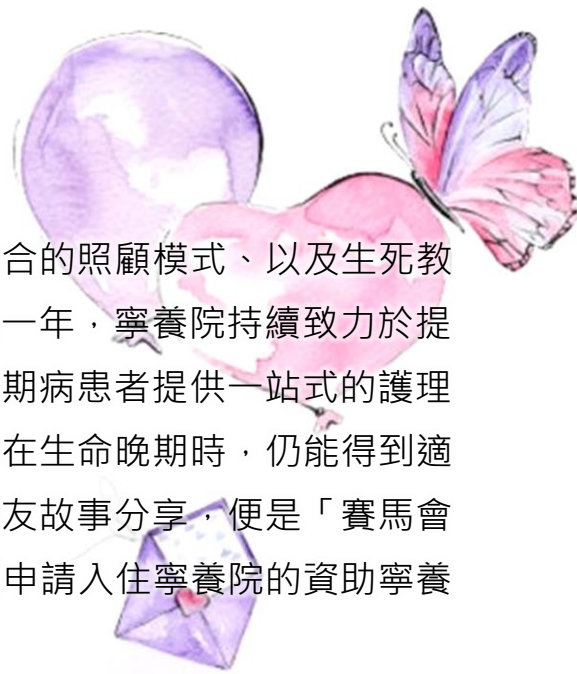 合的照顧模式、以及生死教
一年，寧養院持續致力於提
期病患者提供一站式的護理
在生命晚期時，仍能得到適
友故事分享，便是「賽馬會
申請入住寧養院的資助寧養